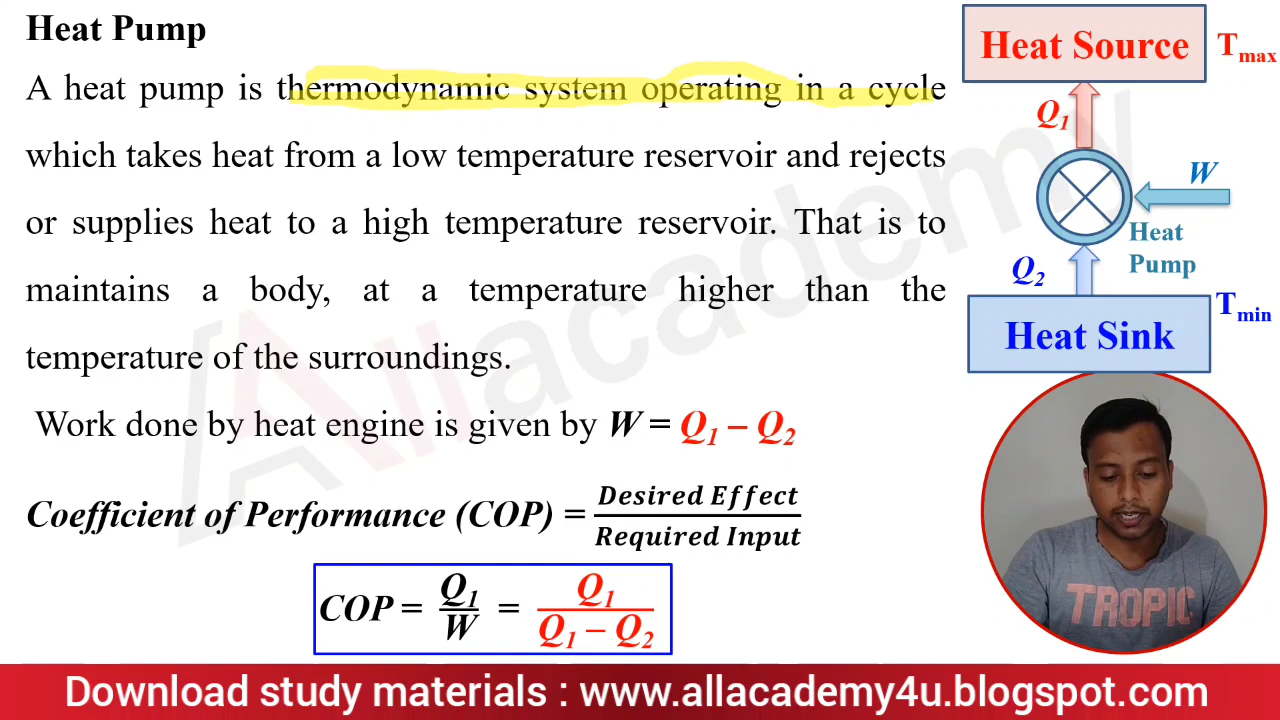 Heat Pump
A heat pump is thermodynamic system operating in a cycle
which takes heat from a low temperature reservoir and rejects
or supplies heat to a high temperature reservoir. That is to
maintains a body, at a temperature higher than the
temperature of the surroundings.
Work done by heat engine is given by W = Q₁ – Q₂
Coefficient of Performance (COP) = Desired Effect / Required Input
COP = Q₁ / W = Q₁ / Q₁ – Q₂
Heat Source
Tmax
Q₁
W
Heat
Pump
Q₂
Tmin
Heat Sink
Allacademy
TROPIC
Download study materials : www.allacademy4u.blogspot.com